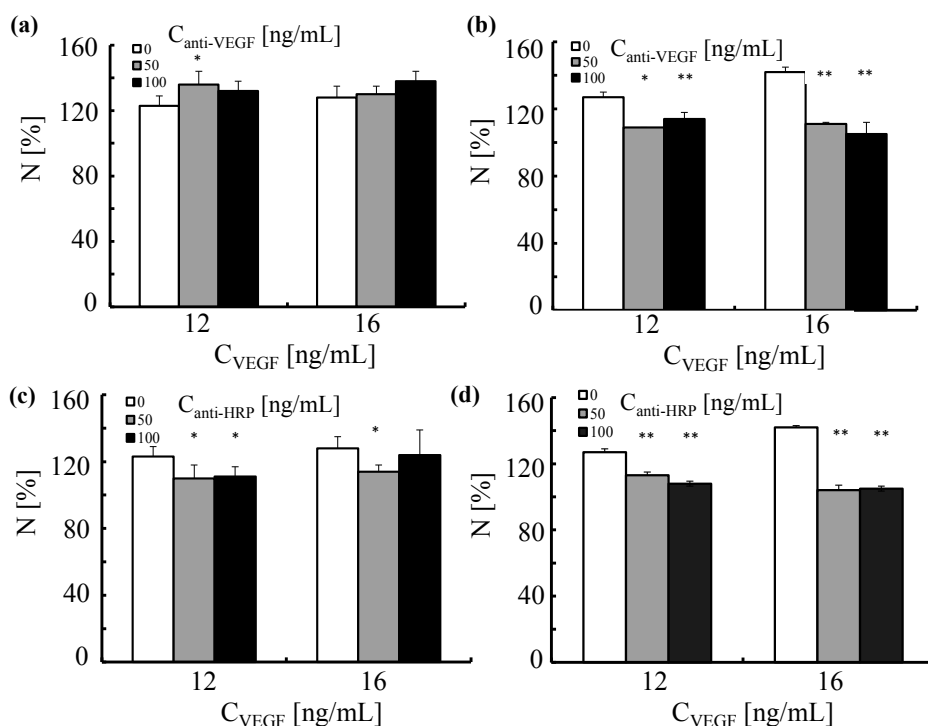 (a)
C_anti-VEGF [ng/mL]
0
50
100
*
160
120
80
40
0
N [%]
12
16
C_VEGF [ng/mL]
(b)
C_anti-VEGF [ng/mL]
0
50
100
* ** ** **
160
120
80
40
0
N [%]
12
16
C_VEGF [ng/mL]
(c)
C_anti-HRP [ng/mL]
0
50
100
* * *
160
120
80
40
0
N [%]
12
16
C_VEGF [ng/mL]
(d)
C_anti-HRP [ng/mL]
0
50
100
** ** ** **
160
120
80
40
0
N [%]
12
16
C_VEGF [ng/mL]